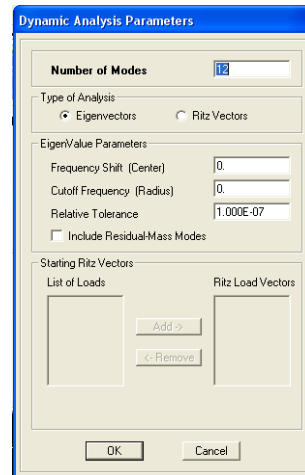 Dynamic Analysis Parameters
Number of Modes 12
Type of Analysis
Eigenvectors Ritz Vectors
EigenValue Parameters
Frequency Shift (Center) 0.
Cutoff Frequency (Radius) 0.
Relative Tolerance 1.000E-07
Include Residual-Mass Modes
Starting Ritz Vectors
List of Loads Ritz Load Vectors
Add ->
<- Remove
OK Cancel